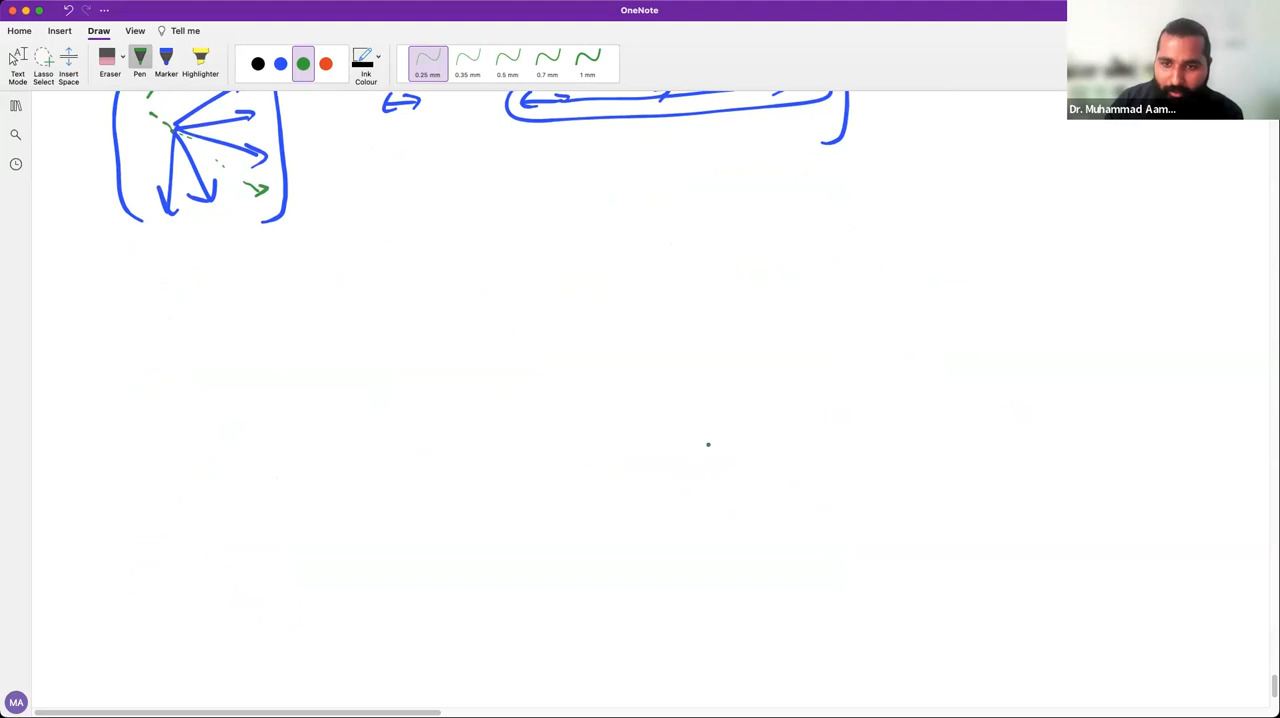 OneNote
Home Insert Draw View Tell me
Text Mode
Lasso Select
Insert Space
Eraser
Pen
Marker
Highlighter
Ink Colour
0.25 mm
0.35 mm
0.5 mm
0.7 mm
1 mm
Dr. Muhammad Aam...
MA